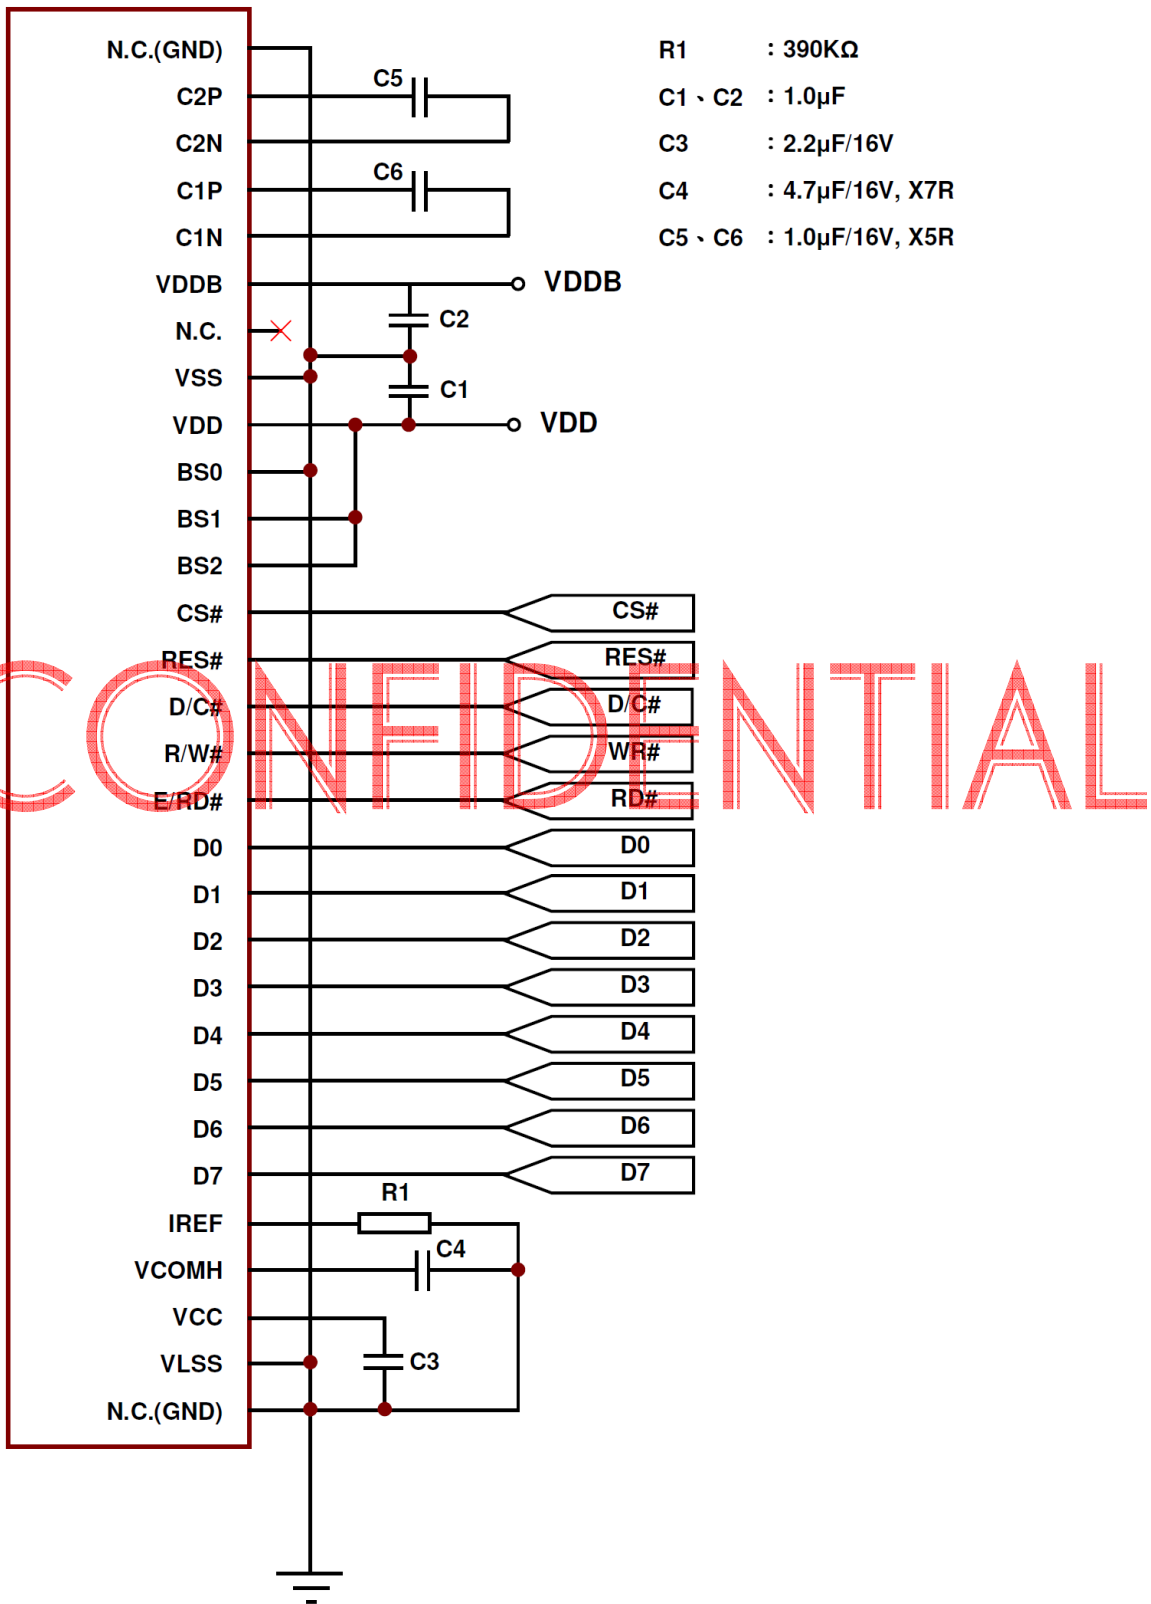 N.C.(GND)
C2P
C2N
C1P
C1N
VDDB
N.C.
VSS
VDD
BS0
BS1
BS2
CS#
RES#
D/C#
R/W#
E/RD#
D0
D1
D2
D3
D4
D5
D6
D7
IREF
VCOMH
VCC
VLSS
N.C.(GND)
C5
C6
VDDB
C2
C1
VDD
CS#
RES#
D/C#
WR#
RD#
D0
D1
D2
D3
D4
D5
D6
D7
R1
C4
C3
R1 : 390KΩ
C1、C2 : 1.0µF
C3 : 2.2µF/16V
C4 : 4.7µF/16V, X7R
C5、C6 : 1.0µF/16V, X5R
CONFIDENTIAL